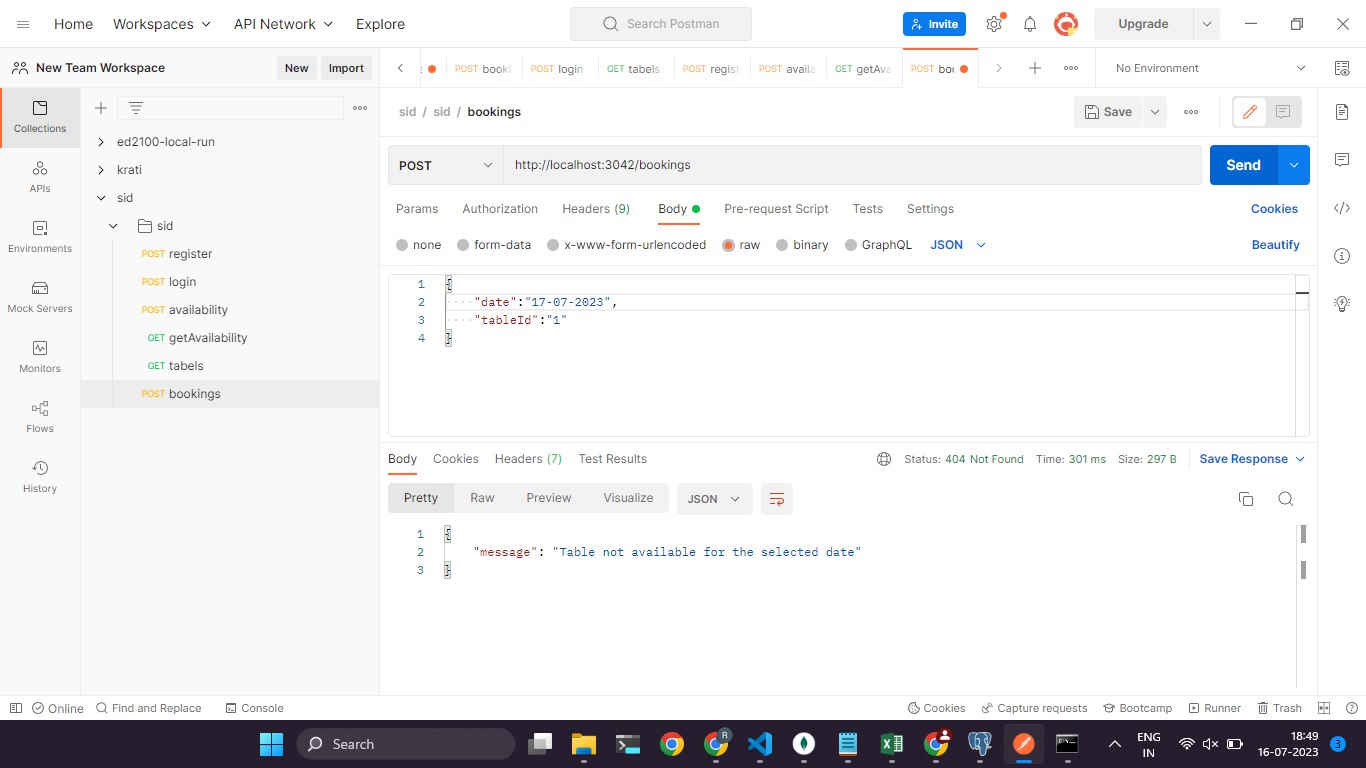 Home Workspaces API Network Explore Search Postman Invite Upgrade
New Team Workspace New Import
POST book POST login GET tabels POST regist POST availa GET getAva POST boo No Environment
Collections
APIs
Environments
Mock Servers
Monitors
Flows
History
ed2100-local-run
krati
sid
sid
POST register
POST login
POST availability
GET getAvailability
GET tabels
POST bookings
sid / sid / bookings Save
POST http://localhost:3042/bookings Send
Params Authorization Headers (9) Body Pre-request Script Tests Settings Cookies
none form-data x-www-form-urlencoded raw binary GraphQL JSON Beautify
1 {
2 "date":"17-07-2023",
3 "tableId":"1"
4 }
Body Cookies Headers (7) Test Results Status: 404 Not Found Time: 301 ms Size: 297 B Save Response
Pretty Raw Preview Visualize JSON
1 {
2 "message": "Table not available for the selected date"
3 }
Online Find and Replace Console Cookies Capture requests Bootcamp Runner Trash
Search R ENG IN 18:49 16-07-2023 3